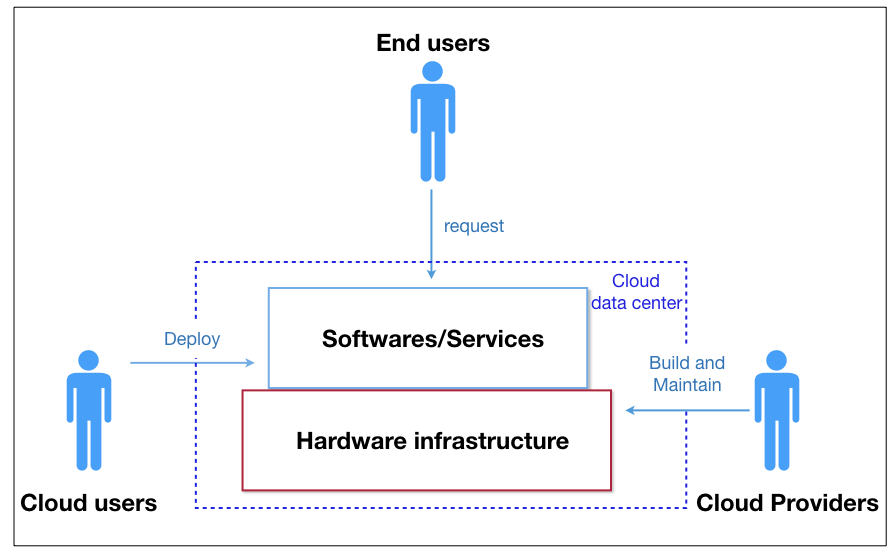 End users
request
Cloud
data center
Softwares/Services
Deploy
Build and
Maintain
Hardware infrastructure
Cloud users
Cloud Providers